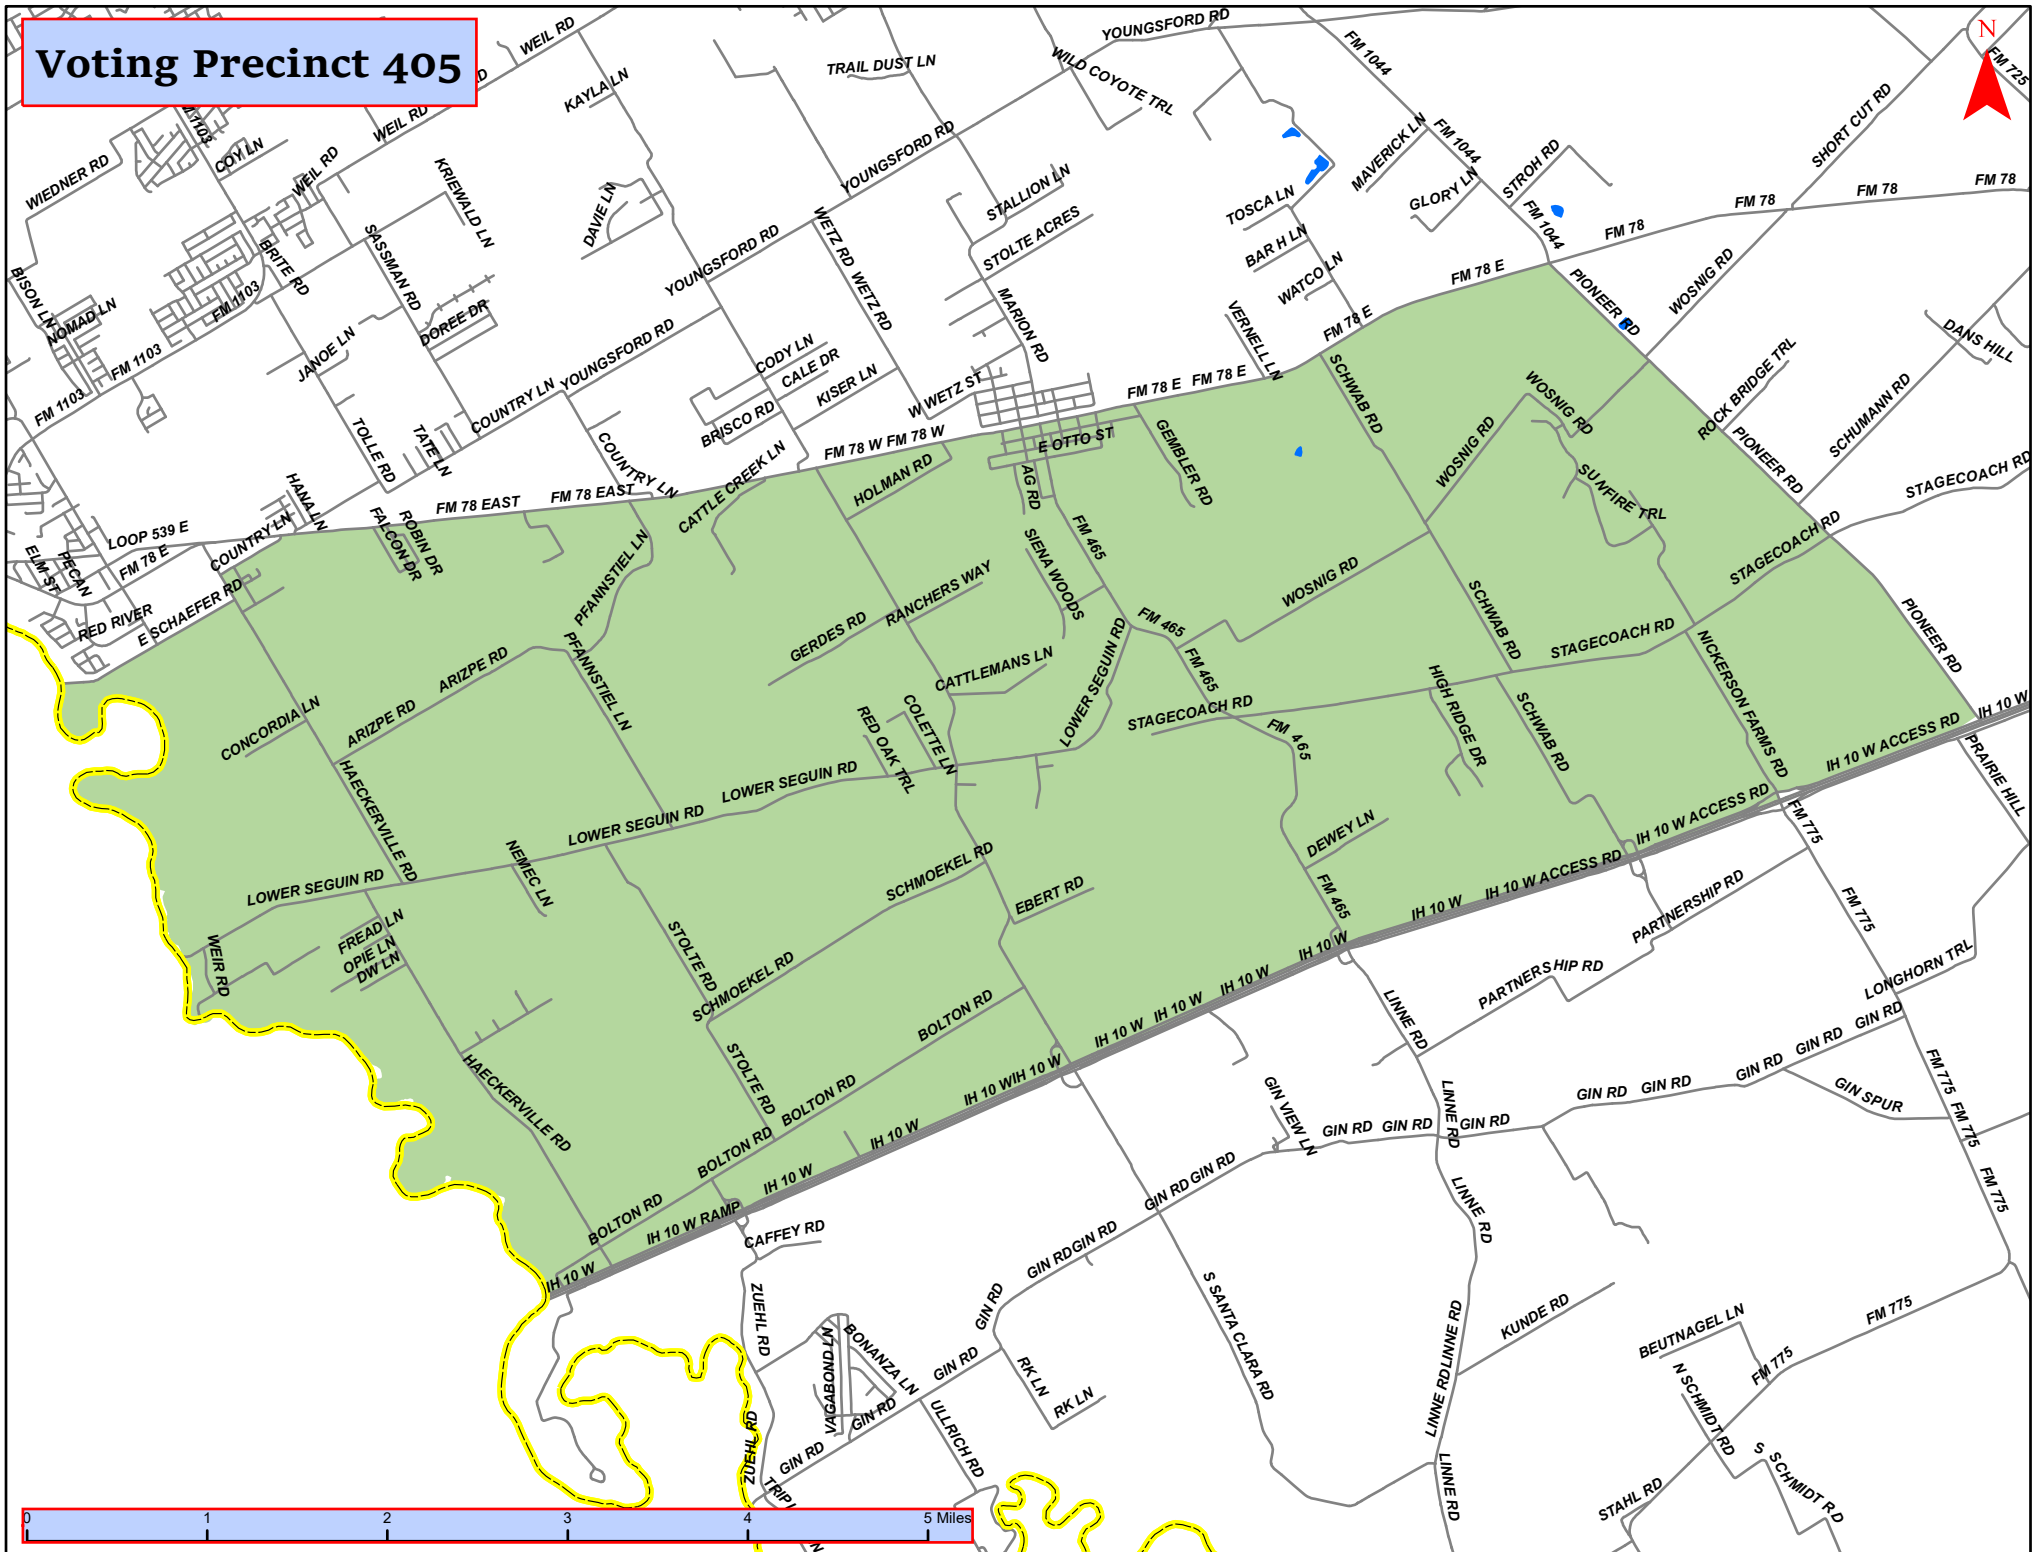 Voting Precinct 405
N
WEIL RD
YOUNGSFORD RD
FM 1044
FM 725
KAYLA LN
TRAIL DUST LN
WILD COYOTE TRL
WEIL RD
SHORT CUT RD
COY LN
WIEDNER RD
WEIL RD
KRIEWALD LN
YOUNGSFORD RD
MAVERICK LN
FM 1044
STROH RD
GLORY LN
FM 78
FM 78
FM 78
FM 78
DAVIE LN
STALLION LN
STOLTE ACRES
TOSCA LN
BAR H LN
WATCO LN
FM 1044
BRITE RD
SASSMAN RD
YOUNGSFORD RD
WETZ RD
WETZ RD
BISON LN
NOMAD LN
FM 1103
FM 1103
FM 1103
JANOE LN
DOREE DR
MARION RD
VERNELL LN
FM 78 E
FM 78 E
PIONEER RD
WOSNIG RD
DANS HILL
YOUNGSFORD RD
COUNTRY LN
CODY LN
CALE DR
KISER LN
BRISCO RD
W WETZ ST
FM 78 E
FM 78 E
SCHWAB RD
WOSNIG RD
ROCK BRIDGE TRL
SCHUMANN RD
PIONEER RD
TOLLE RD
TATE LN
COUNTRY LN
CATTLE CREEK LN
FM 78 W
FM 78 W
E OTTO ST
GEMBLER RD
WOSNIG RD
STAGECOACH RD
HANA LN
FM 78 EAST
FM 78 EAST
HOLMAN RD
AG RD
FM 465
SUNFIRE TRL
STAGECOACH RD
LOOP 539 E
FM 78 E
COUNTRY LN
FALCON DR
ROBIN DR
ELM ST
PECAN
RED RIVER
E SCHAEFER RD
PFANNSTIEL LN
PFANNSTIEL LN
SIENA WOODS
RANCHERS WAY
GERDES RD
WOSNIG RD
SCHWAB RD
STAGECOACH RD
PIONEER RD
FM 465
FM 465
CATTLEMANS LN
LOWER SEGUIN RD
STAGECOACH RD
FM 465
HIGH RIDGE DR
SCHWAB RD
NICKERSON FARMS RD
IH 10 W
IH 10 W ACCESS RD
PRAIRIE HILL
CONCORDIA LN
ARIZPE RD
ARIZPE RD
COLETTE LN
RED OAK TRL
HAECKERVILLE RD
LOWER SEGUIN RD
LOWER SEGUIN RD
LOWER SEGUIN RD
NEMEC LN
IH 10 W ACCESS RD
FM 775
DEWEY LN
IH 10 W ACCESS RD
SCHMOEKEL RD
EBERT RD
FM 465
IH 10 W
IH 10 W
PARTNERSHIP RD
FM 775
WEIR RD
FREAD LN
OPIE LN
DW LN
STOLTE RD
SCHMOEKEL RD
IH 10 W
IH 10 W
IH 10 W
PARTNERSHIP RD
LONGHORN TRL
BOLTON RD
LINNE RD
GIN RD
GIN RD
GIN RD
GIN RD
GIN RD
GIN SPUR
FM 775
FM 775
FM 775
HAECKERVILLE RD
STOLTE RD
BOLTON RD
IH 10 W
IH 10 W
IH 10 W
GIN VIEW LN
LINNE RD
GIN RD
GIN RD
GIN RD
BOLTON RD
BOLTON RD
IH 10 W
IH 10 W RAMP
IH 10 W
CAFFEY RD
GIN RD
GIN RD
LINNE RD
GIN RD
GIN RD
GIN RD
ZUEHL RD
S SANTA CLARA RD
LINNE RD
LINNE RD
KUNDE RD
BEUTNAGEL LN
FM 775
FM 775
VAGABOND LN
BONANZA LN
GIN RD
RK LN
RK LN
GIN RD
GIN RD
ULLRICH RD
ZUEHL RD
LINNE RD
N SCHMIDT RD
S SCHMIDT RD
STAHL RD
0 1 2 3 4 5 Miles